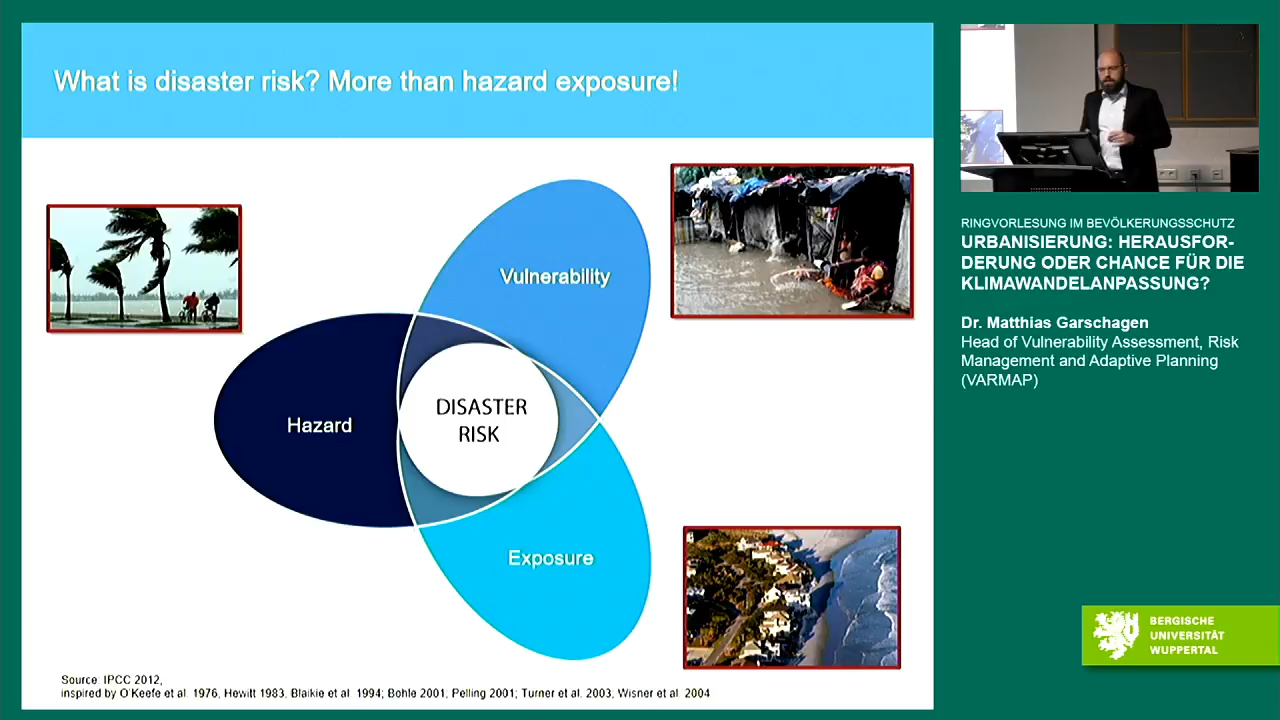 What is disaster risk? More than hazard exposure!
Vulnerability
DISASTER
RISK
Hazard
Exposure
Source: IPCC 2012,
inspired by O'Keefe et al. 1976, Hewitt 1983, Blaikie et al. 1994; Bohle 2001, Pelling 2001; Turner et al. 2003, Wisner et al. 2004
RINGVORLESUNG IM BEVÖLKERUNGSSCHUTZ
URBANISIERUNG: HERAUSFOR-
DERUNG ODER CHANCE FÜR DIE
KLIMAWANDELANPASSUNG?
Dr. Matthias Garschagen
Head of Vulnerability Assessment, Risk
Management and Adaptive Planning
(VARMAP)
BERGISCHE
UNIVERSITÄT
WUPPERTAL